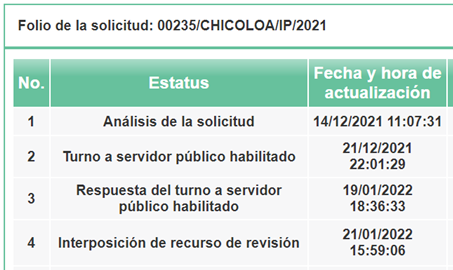 Folio de la solicitud: 00235/CHICOLOA/IP/2021
No. Estatus Fecha y hora de
actualización
1 Análisis de la solicitud 14/12/2021 11:07:31
2 Turno a servidor público habilitado 21/12/2021
22:01:29
3 Respuesta del turno a servidor
público habilitado 19/01/2022
18:36:33
4 Interposición de recurso de revisión 21/01/2022
15:59:06